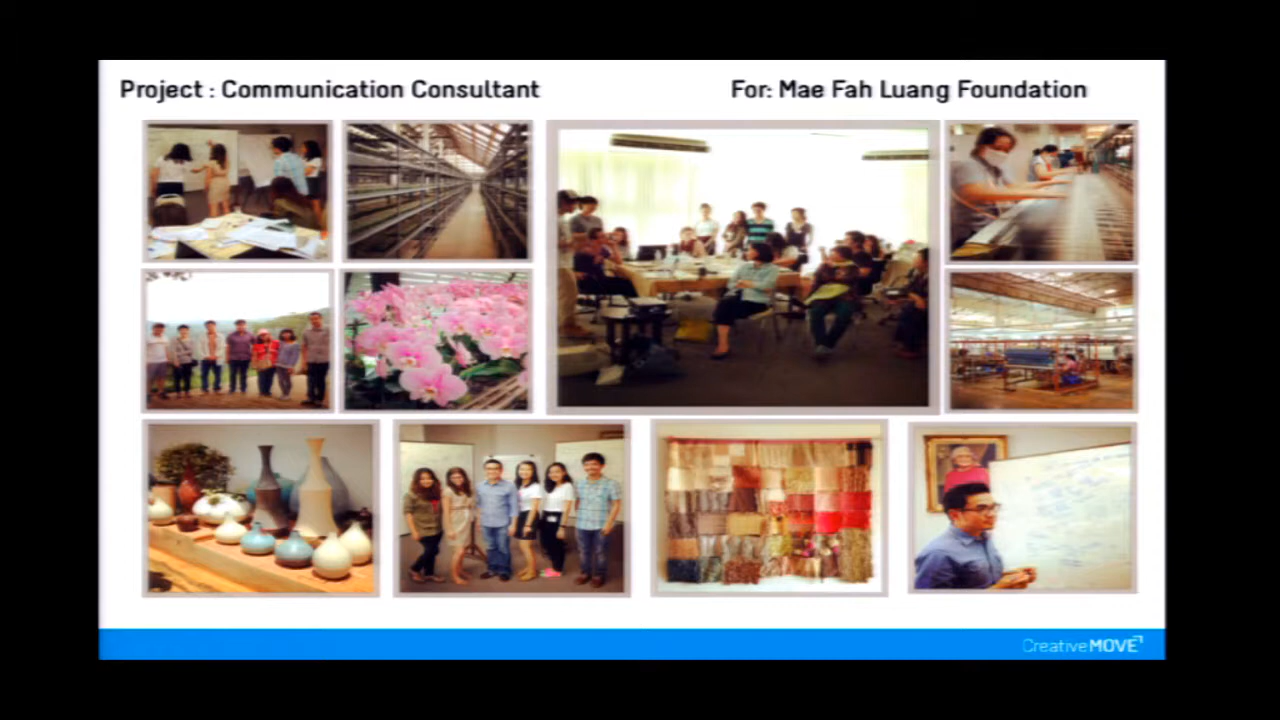 Project : Communication Consultant
For: Mae Fah Luang Foundation
CreativeMOVE